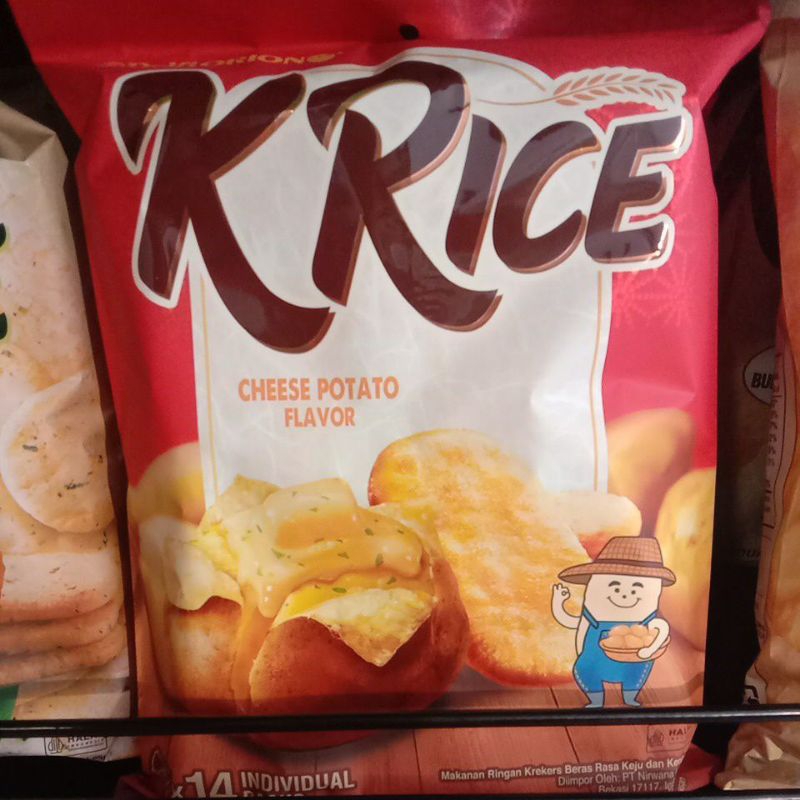 ORION
K RICE
CHEESE POTATO
FLAVOR
x14 INDIVIDUAL
Makanan Ringan Krekers Beras Rasa Keju dan
Diimpor Oleh: PT Nirwana
Bekasi 17117